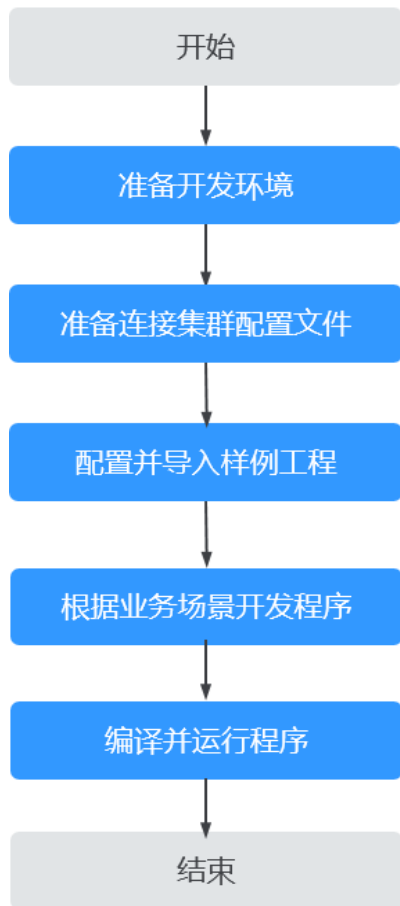 开始
准备开发环境
准备连接集群配置文件
配置并导入样例工程
根据业务场景开发程序
编译并运行程序
结束